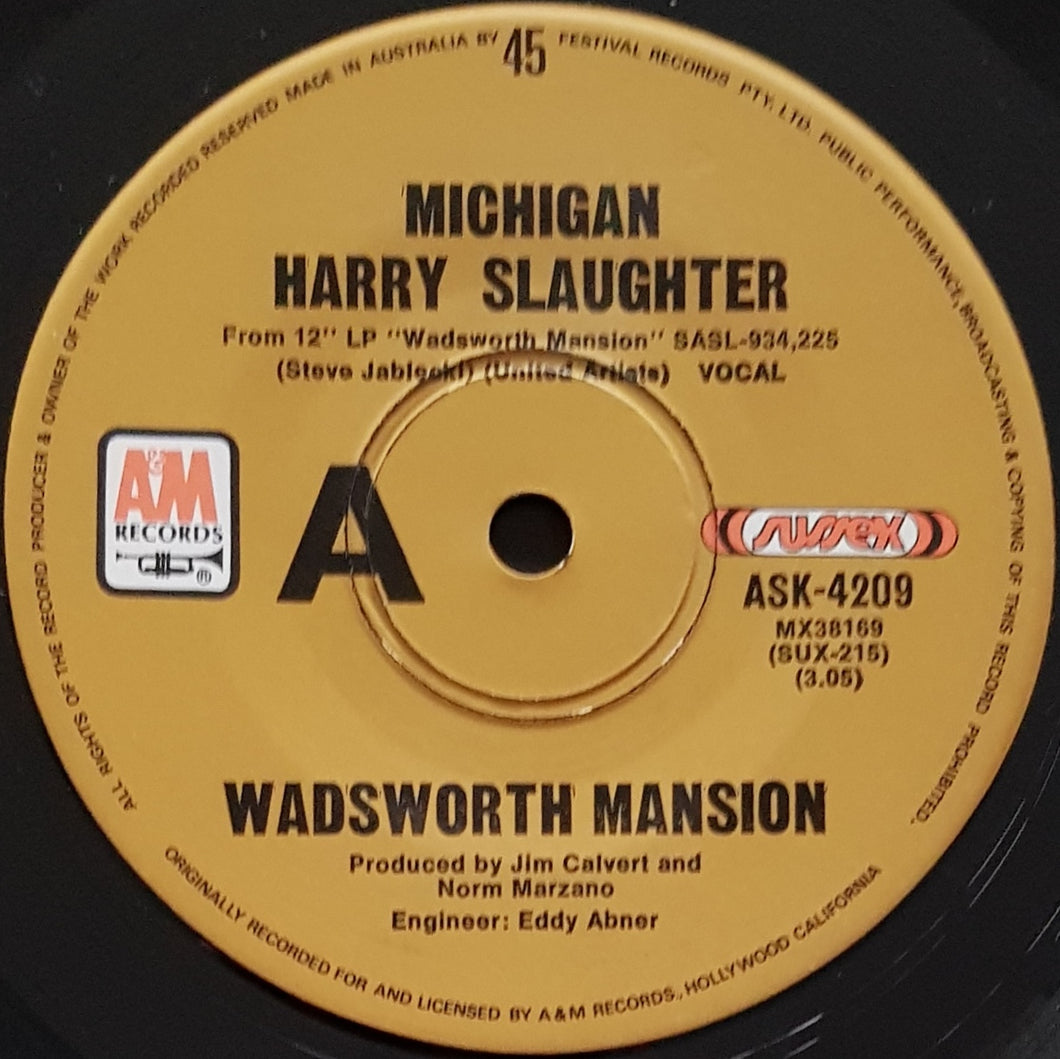 ALL RIGHTS OF THE RECORD PRODUCER & OWNER OF THE WORK RECORDED RESERVED MADE IN AUSTRALIA BY 45 FESTIVAL RECORDS PTY. LTD. PUBLIC PERFORMANCE, BROADCASTING & COPYING OF THIS RECORD PROHIBITED.
MICHIGAN
HARRY SLAUGHTER
From 12" LP "Wadsworth Mansion" SASL-934,225
(Steve Jablecki) (United Artists) VOCAL
A&M
RECORDS
®
A
sussex
ASK-4209
MX38169
(SUX-215)
(3.05)
WADSWORTH MANSION
Produced by Jim Calvert and
Norm Marzano
Engineer: Eddy Abner
ORIGINALLY RECORDED FOR AND LICENSED BY A&M RECORDS., HOLLYWOOD CALIFORNIA